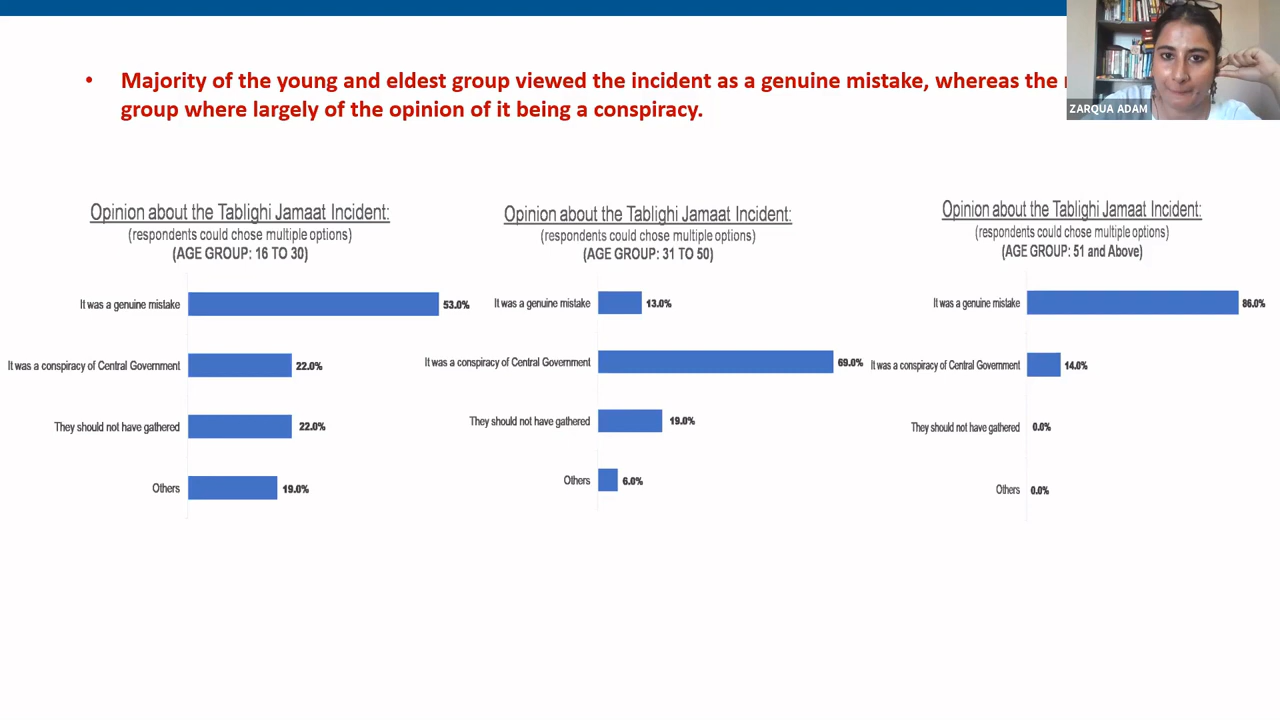 • Majority of the young and eldest group viewed the incident as a genuine mistake, whereas the
group where largely of the opinion of it being a conspiracy.
ZARQUA ADAM
Opinion about the Tablighi Jamaat Incident:
(respondents could chose multiple options)
(AGE GROUP: 16 TO 30)
It was a genuine mistake 53.0%
It was a conspiracy of Central Government 22.0%
They should not have gathered 22.0%
Others 19.0%
Opinion about the Tablighi Jamaat Incident:
(respondents could chose multiple options)
(AGE GROUP: 31 TO 50)
It was a genuine mistake 13.0%
It was a conspiracy of Central Government 69.0%
They should not have gathered 19.0%
Others 6.0%
Opinion about the Tablighi Jamaat Incident:
(respondents could chose multiple options)
(AGE GROUP: 51 and Above)
It was a genuine mistake 86.0%
It was a conspiracy of Central Government 14.0%
They should not have gathered 0.0%
Others 0.0%